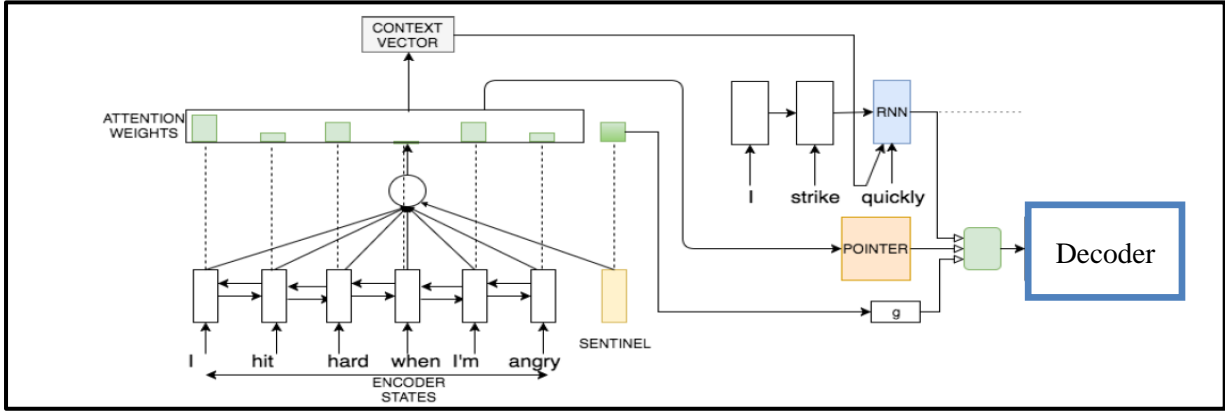 CONTEXT
VECTOR
ATTENTION
WEIGHTS
RNN
I strike quickly
POINTER
Decoder
g
SENTINEL
I hit hard when I'm angry
ENCODER
STATES